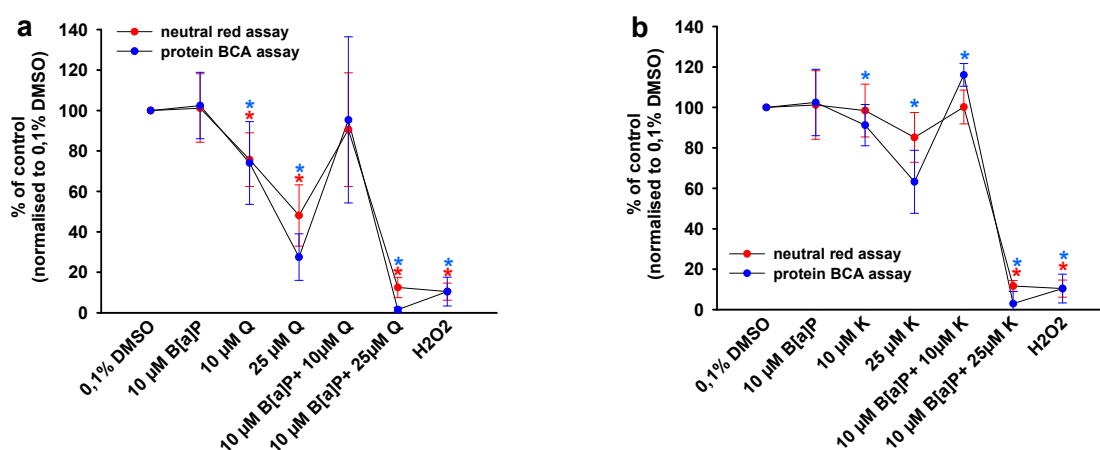 a
neutral red assay
protein BCA assay
% of control
(normalised to 0,1% DMSO)
140
120
100
80
60
40
20
0
*
*
*
*
*
*
*
*
0,1% DMSO
10 µM B[a]P
10 µM Q
25 µM Q
10 µM B[a]P+ 10µM Q
10 µM B[a]P+ 25µM Q
H2O2
b
% of control
(normalised to 0,1% DMSO)
140
120
100
80
60
40
20
0
*
*
*
*
*
*
*
neutral red assay
protein BCA assay
0,1% DMSO
10 µM B[a]P
10 µM K
25 µM K
10 µM B[a]P+ 10µM K
10 µM B[a]P+ 25µM K
H2O2